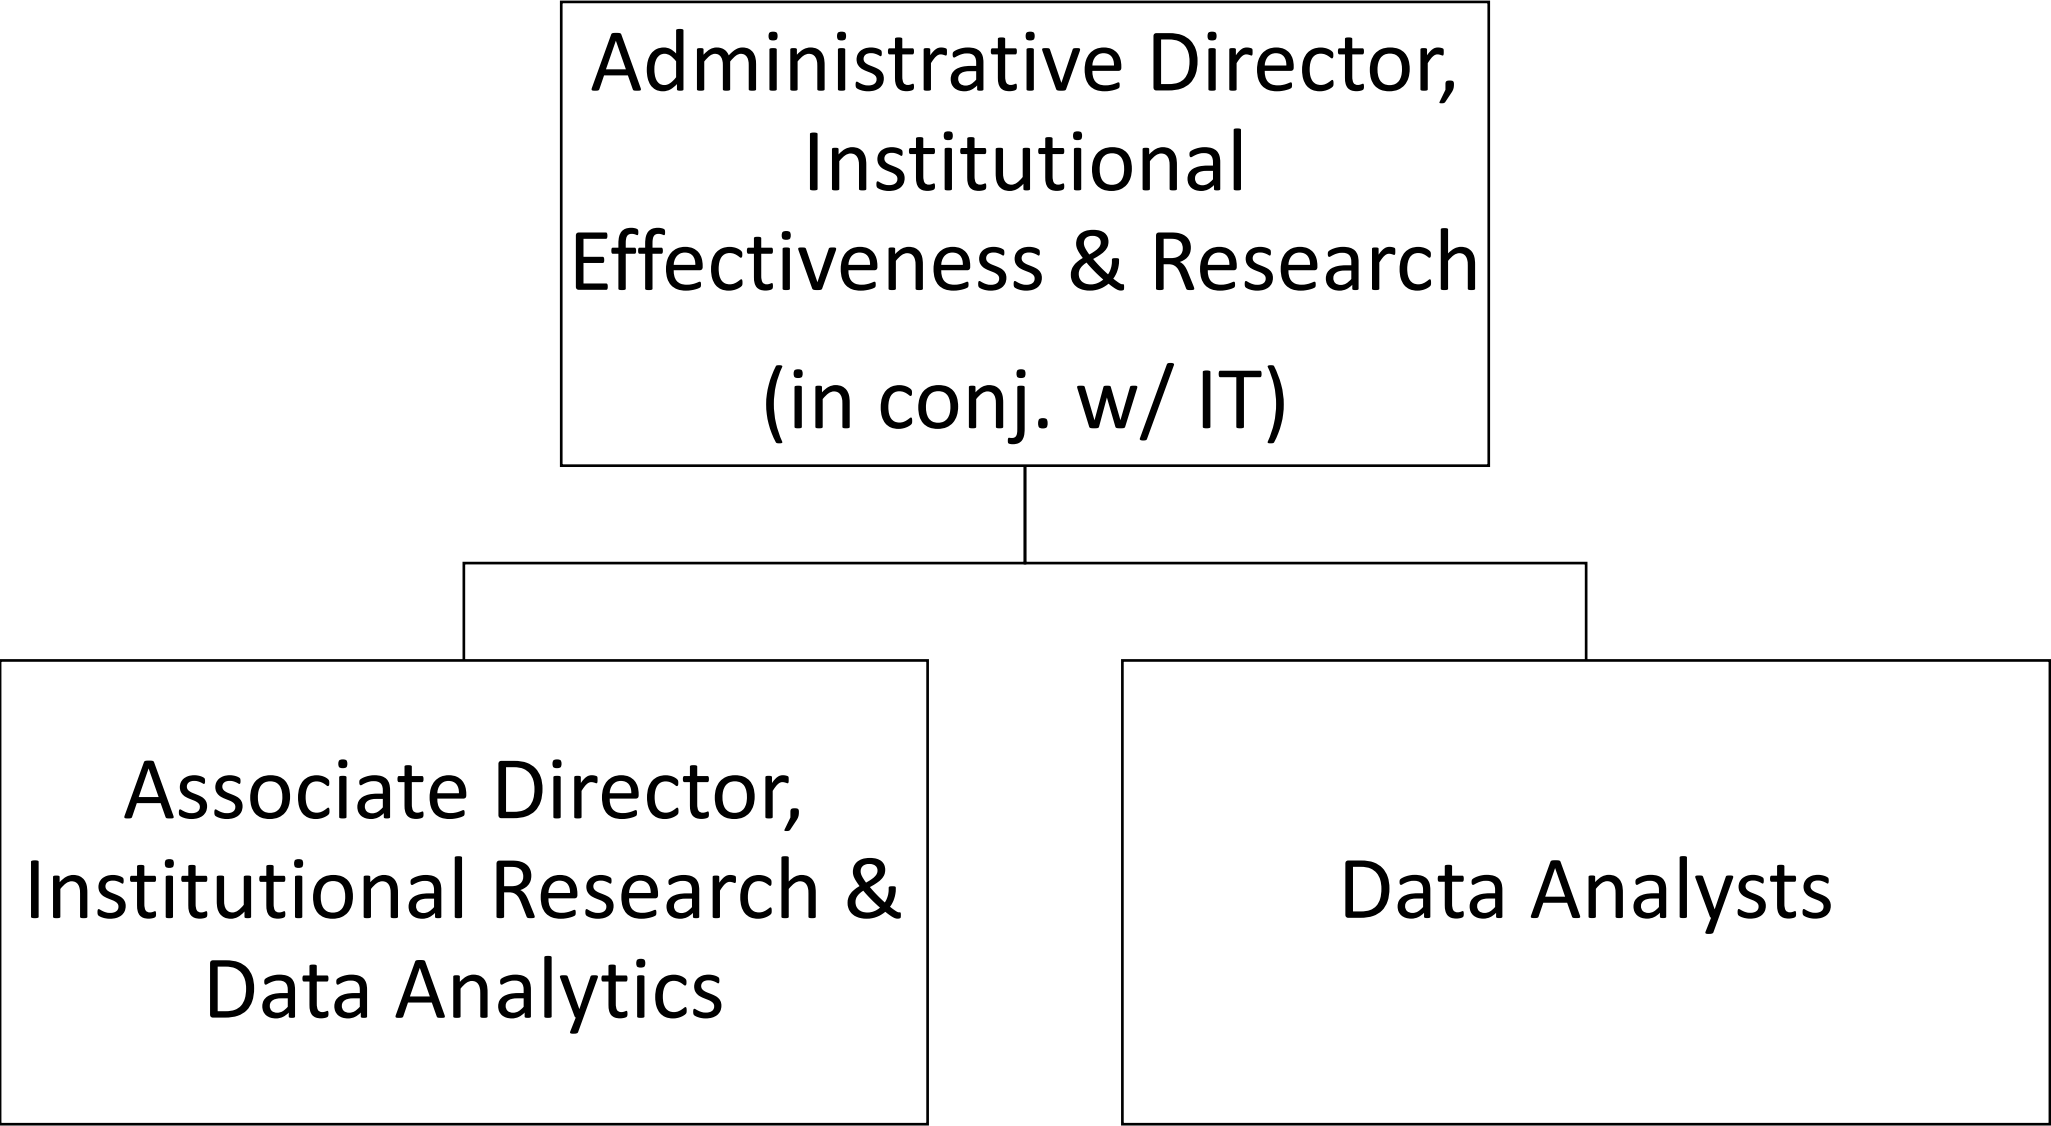 Administrative Director,
Institutional
Effectiveness & Research
(in conj. w/ IT)
Associate Director,
Institutional Research &
Data Analytics
Data Analysts